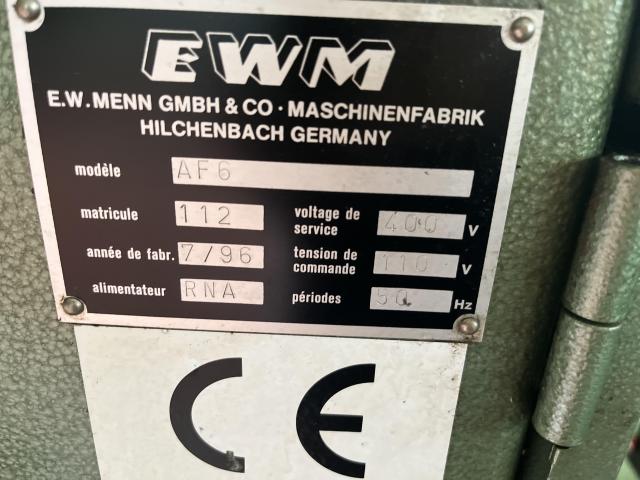 EWM
E.W. MENN GMBH & CO · MASCHINENFABRIK
HILCHENBACH GERMANY
modèle AF6
matricule 112 voltage de service 400 V
année de fabr. 7/96 tension de commande 110 V
alimentateur RNA périodes 50 Hz
CE